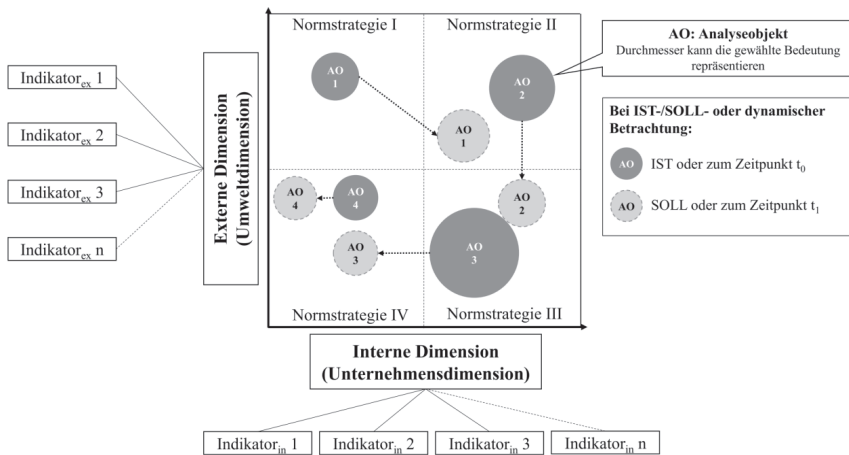 Normstrategie I
Normstrategie II
AO: Analyseobjekt
Durchmesser kann die gewählte Bedeutung
repräsentieren
Indikator_ex 1
Indikator_ex 2
Indikator_ex 3
Indikator_ex n
Externe Dimension
(Umweltdimension)
AO
1
AO
2
AO
1
AO
4
AO
4
AO
2
AO
3
AO
3
Bei IST-/SOLL- oder dynamischer
Betrachtung:
AO
IST oder zum Zeitpunkt t_0
AO
SOLL oder zum Zeitpunkt t_1
Normstrategie IV
Normstrategie III
Interne Dimension
(Unternehmensdimension)
Indikator_in 1
Indikator_in 2
Indikator_in 3
Indikator_in n